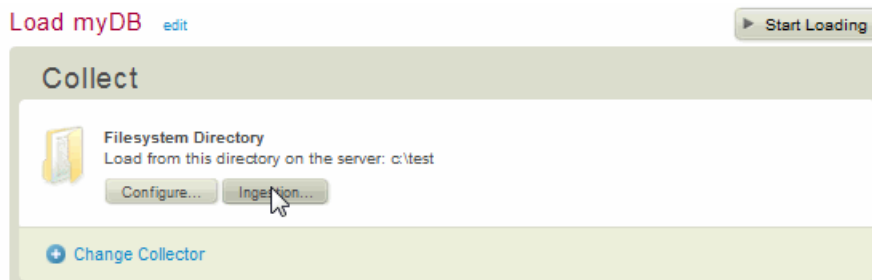 Load myDB edit
Start Loading
Collect
Filesystem Directory
Load from this directory on the server: c:\test
Configure... Ingestion...
Change Collector